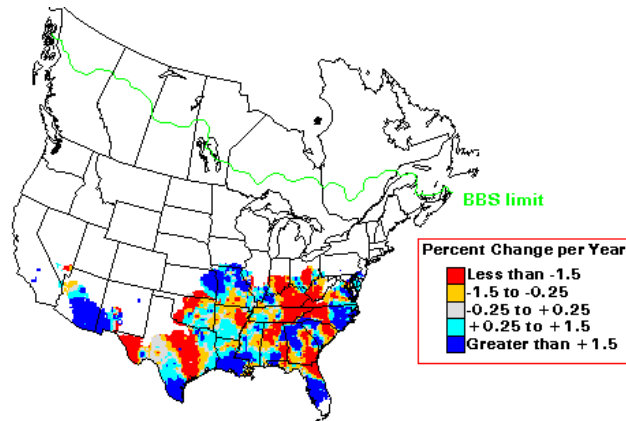 BBS limit
Percent Change per Year
Less than -1.5
-1.5 to -0.25
-0.25 to +0.25
+0.25 to + 1.5
Greater than + 1.5